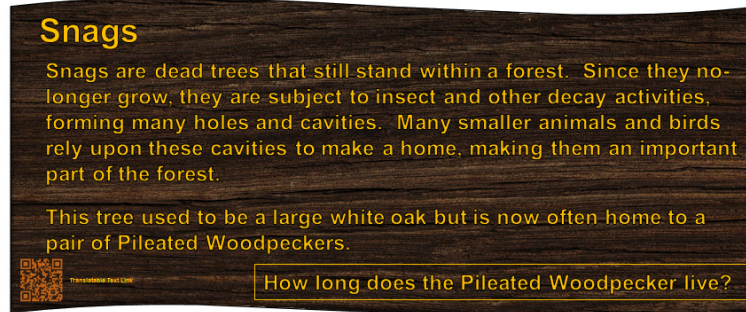 Snags
Snags are dead trees that still stand within a forest.  Since they no-
longer grow, they are subject to insect and other decay activities,
forming many holes and cavities.  Many smaller animals and birds
rely upon these cavities to make a home, making them an important
part of the forest.
This tree used to be a large white oak but is now often home to a
pair of Pileated Woodpeckers.
Translatable Text Link
How long does the Pileated Woodpecker live?